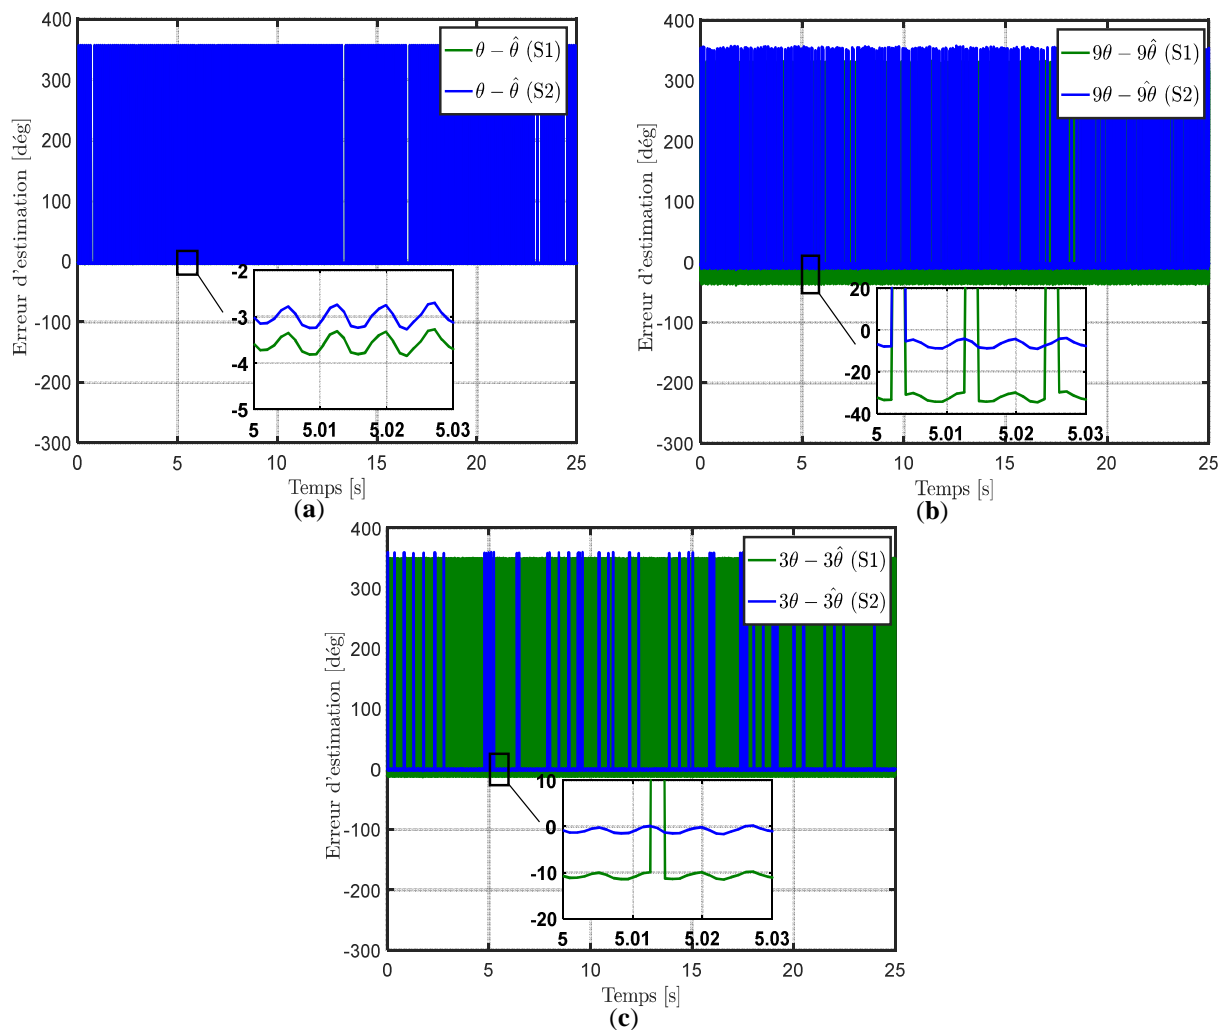 400
300
200
100
0
-100
-200
-300
Erreur d'estimation [dég]
θ − θ̂ (S1)
θ − θ̂ (S2)
-2
-3
-4
-5
5 5.01 5.02 5.03
0 5 10 15 20 25
Temps [s]
(a)
400
300
200
100
0
-100
-200
-300
Erreur d'estimation [dég]
9θ − 9θ̂ (S1)
9θ − 9θ̂ (S2)
20
0
-20
-40
5 5.01 5.02 5.03
0 5 10 15 20 25
Temps [s]
(b)
400
300
200
100
0
-100
-200
-300
Erreur d'estimation [dég]
3θ − 3θ̂ (S1)
3θ − 3θ̂ (S2)
10
0
-10
-20
5 5.01 5.02 5.03
0 5 10 15 20 25
Temps [s]
(c)